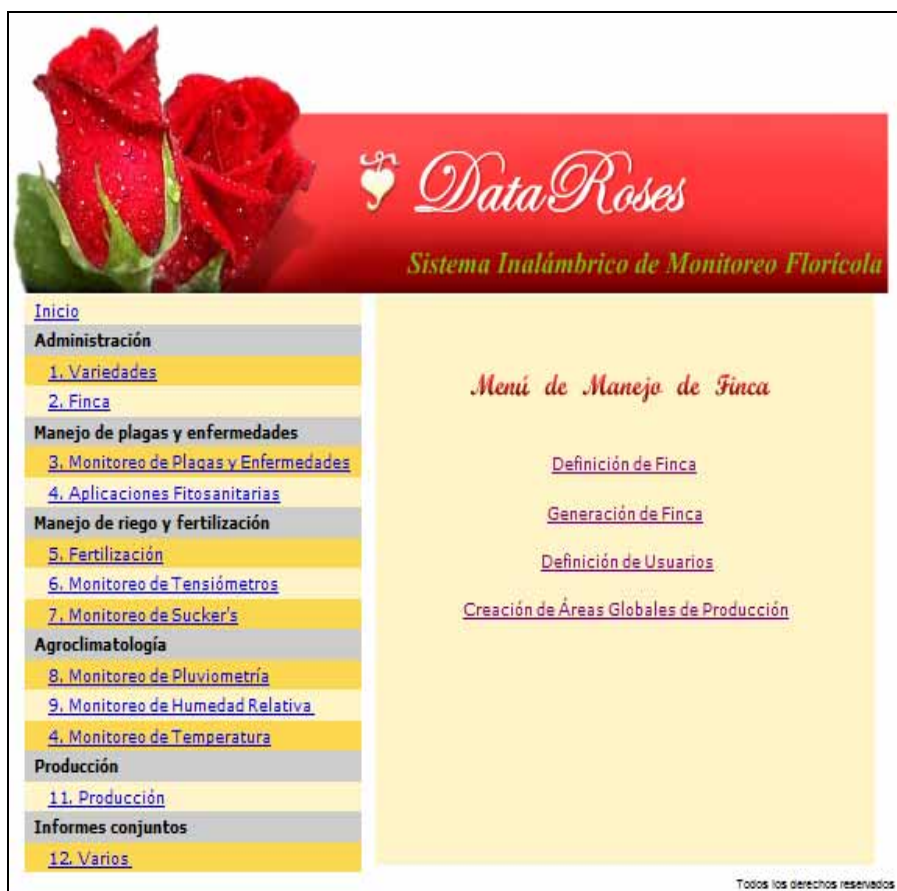 DataRoses
Sistema Inalámbrico de Monitoreo Florícola
Inicio
Administración
1. Variedades
2. Finca
Manejo de plagas y enfermedades
3. Monitoreo de Plagas y Enfermedades
4. Aplicaciones Fitosanitarias
Manejo de riego y fertilización
5. Fertilización
6. Monitoreo de Tensiómetros
7. Monitoreo de Sucker's
Agroclimatología
8. Monitoreo de Pluviometría
9. Monitoreo de Humedad Relativa
4. Monitoreo de Temperatura
Producción
11. Producción
Informes conjuntos
12. Varios
Menú de Manejo de Finca
Definición de Finca
Generación de Finca
Definición de Usuarios
Creación de Áreas Globales de Producción
Todos los derechos reservados